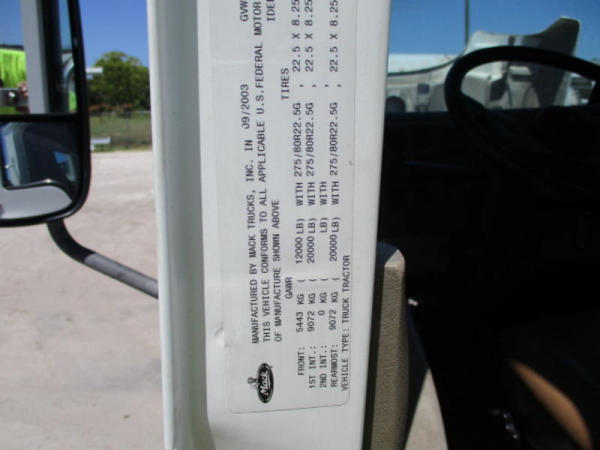 GVW
MANUFACTURED BY MACK TRUCKS, INC. IN 09/2003
THIS VEHICLE CONFORMS TO ALL APPLICABLE U.S.FEDERAL MOTOR
OF MANUFACTURE SHOWN ABOVE
GAWR TIRES
FRONT: 5443 KG ( 12000 LB) WITH 275/80R22.5G , 22.5 X 8.25
1ST INT.: 9072 KG ( 20000 LB) WITH 275/80R22.5G , 22.5 X 8.25
2ND INT: 0 KG ( LB) WITH , X
REARMOST: 9072 KG ( 20000 LB) WITH 275/80R22.5G , 22.5 X 8.25
VEHICLE TYPE: TRUCK TRACTOR
Mack